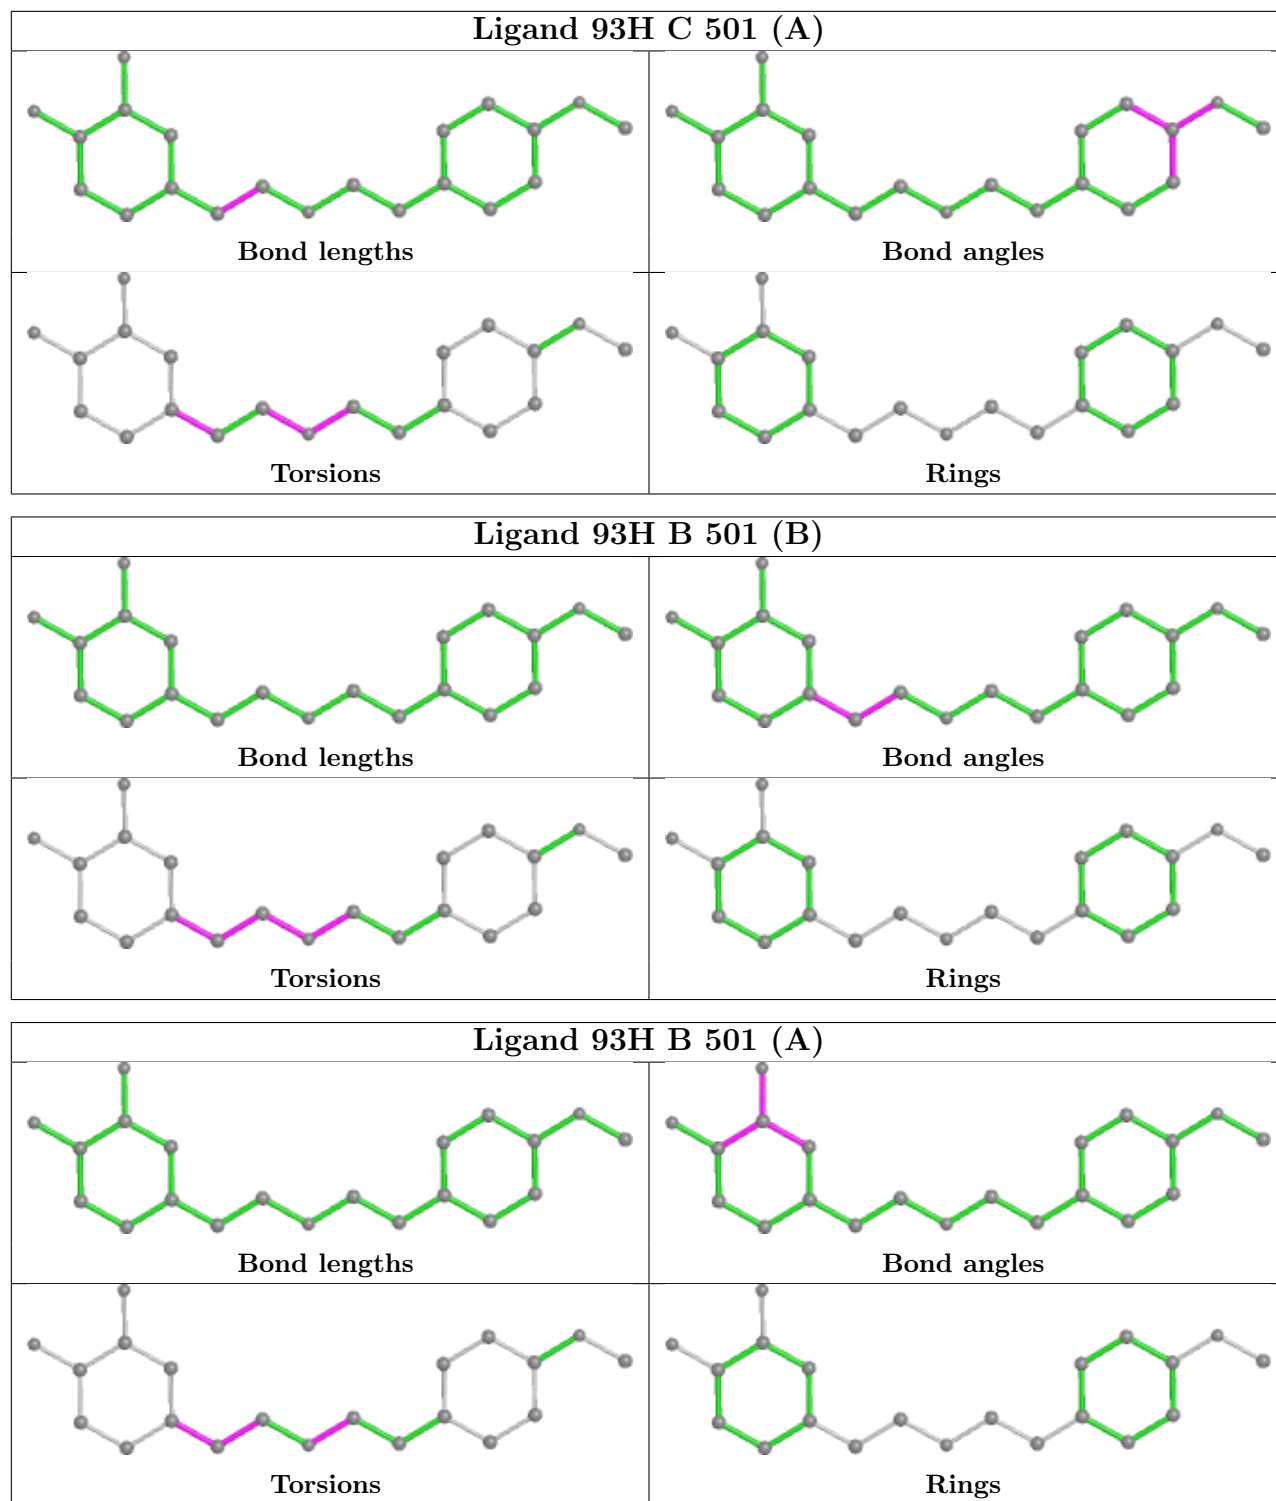 Ligand 93H C 501 (A)
Bond lengths
Bond angles
Torsions
Rings
Ligand 93H B 501 (B)
Bond lengths
Bond angles
Torsions
Rings
Ligand 93H B 501 (A)
Bond lengths
Bond angles
Torsions
Rings